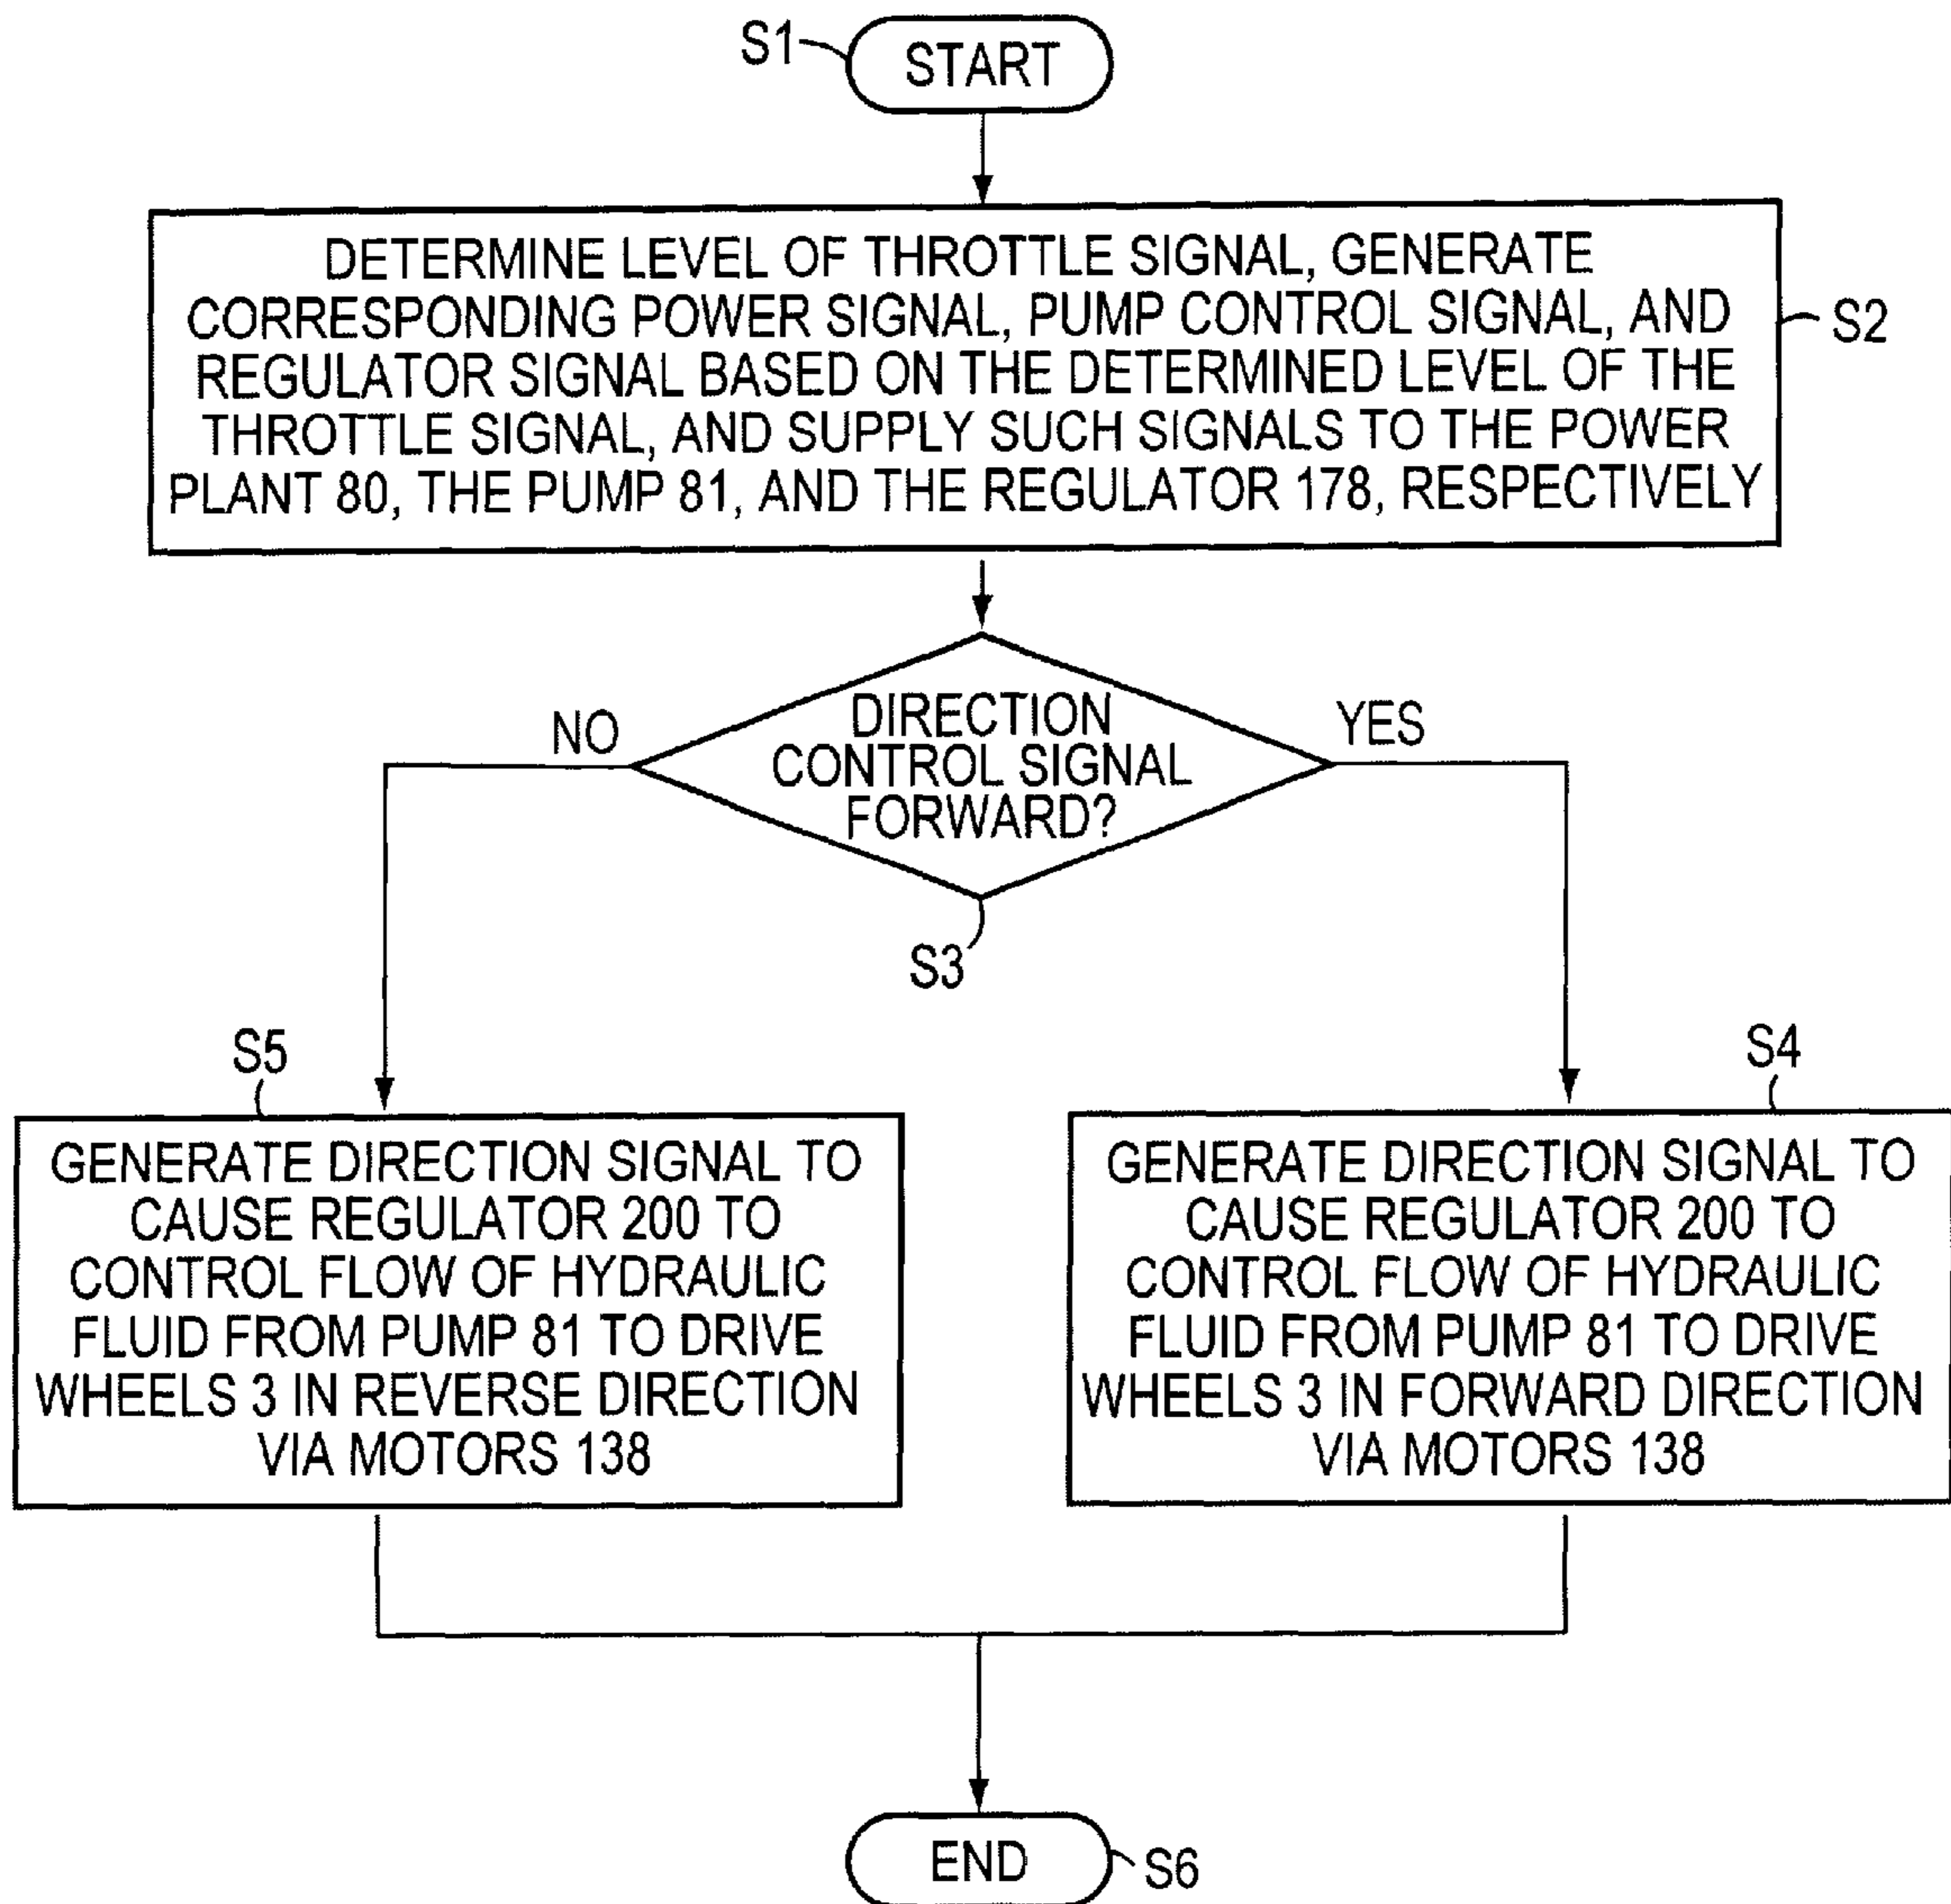 S1
START
DETERMINE LEVEL OF THROTTLE SIGNAL, GENERATE
CORRESPONDING POWER SIGNAL, PUMP CONTROL SIGNAL, AND
REGULATOR SIGNAL BASED ON THE DETERMINED LEVEL OF THE
THROTTLE SIGNAL, AND SUPPLY SUCH SIGNALS TO THE POWER
PLANT 80, THE PUMP 81, AND THE REGULATOR 178, RESPECTIVELY
S2
NO
DIRECTION
CONTROL SIGNAL
FORWARD?
YES
S3
S5
GENERATE DIRECTION SIGNAL TO
CAUSE REGULATOR 200 TO
CONTROL FLOW OF HYDRAULIC
FLUID FROM PUMP 81 TO DRIVE
WHEELS 3 IN REVERSE DIRECTION
VIA MOTORS 138
S4
GENERATE DIRECTION SIGNAL TO
CAUSE REGULATOR 200 TO
CONTROL FLOW OF HYDRAULIC
FLUID FROM PUMP 81 TO DRIVE
WHEELS 3 IN FORWARD DIRECTION
VIA MOTORS 138
END
S6